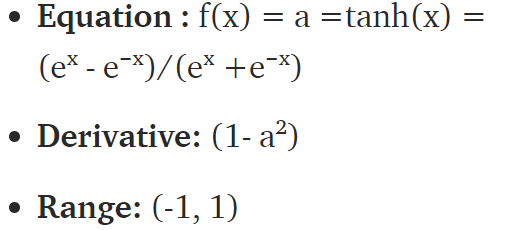 • Equation : f(x) = a =tanh(x) =
(eˣ - e⁻ˣ)/(eˣ +e⁻ˣ)
• Derivative: (1- a²)
• Range: (-1, 1)